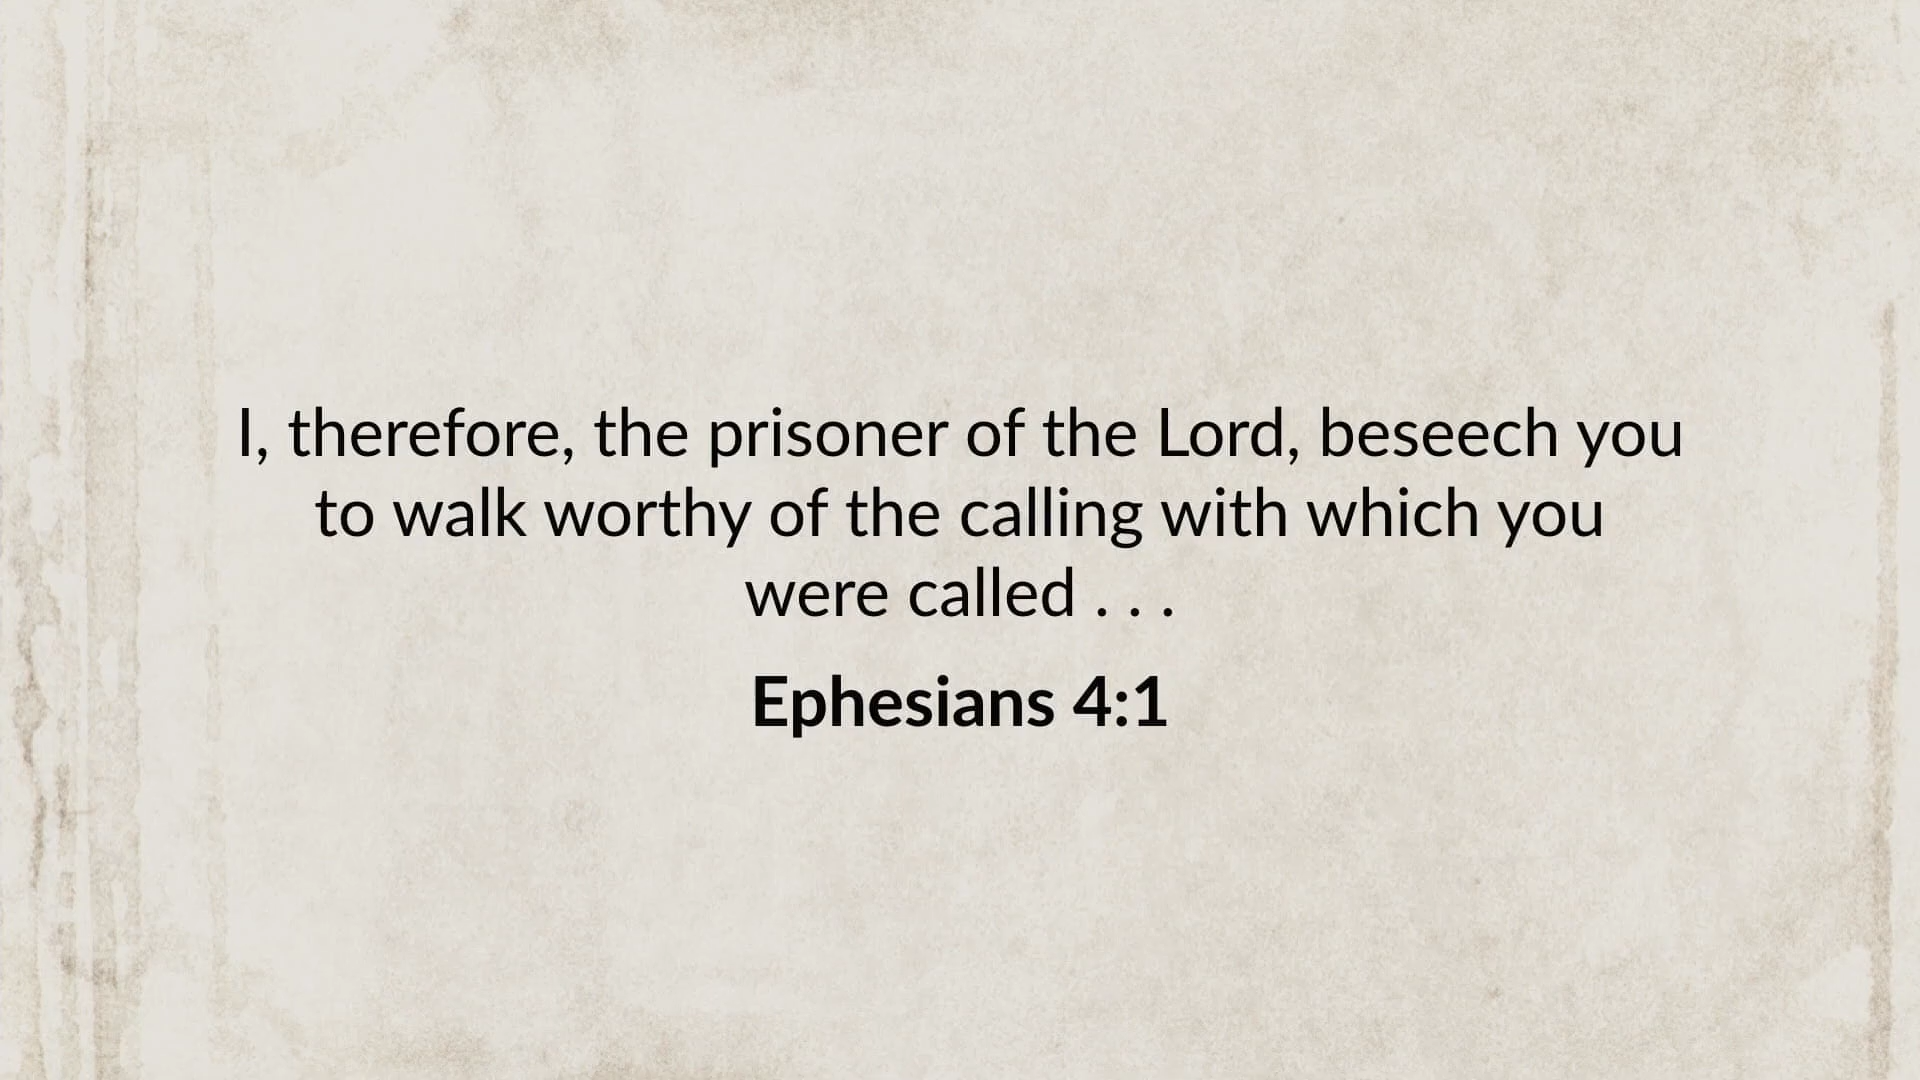 I, therefore, the prisoner of the Lord, beseech you
to walk worthy of the calling with which you
were called . . .
Ephesians 4:1